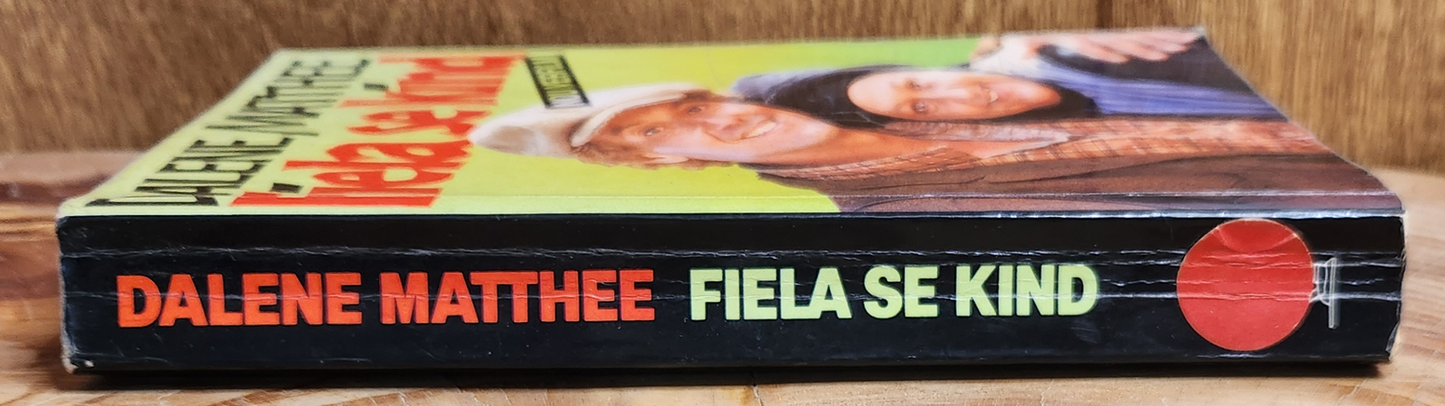 DALENE MATTHEE
Fiela se kind
DALENE MATTHEE FIELA SE KIND